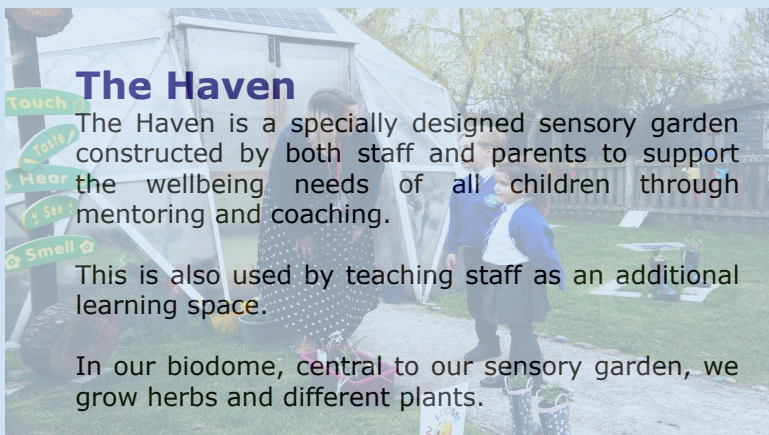 The Haven
The Haven is a specially designed sensory garden
constructed by both staff and parents to support
the wellbeing needs of all children through
mentoring and coaching.
This is also used by teaching staff as an additional
learning space.
In our biodome, central to our sensory garden, we
grow herbs and different plants.
Touch
Taste
Hear
See
Smell